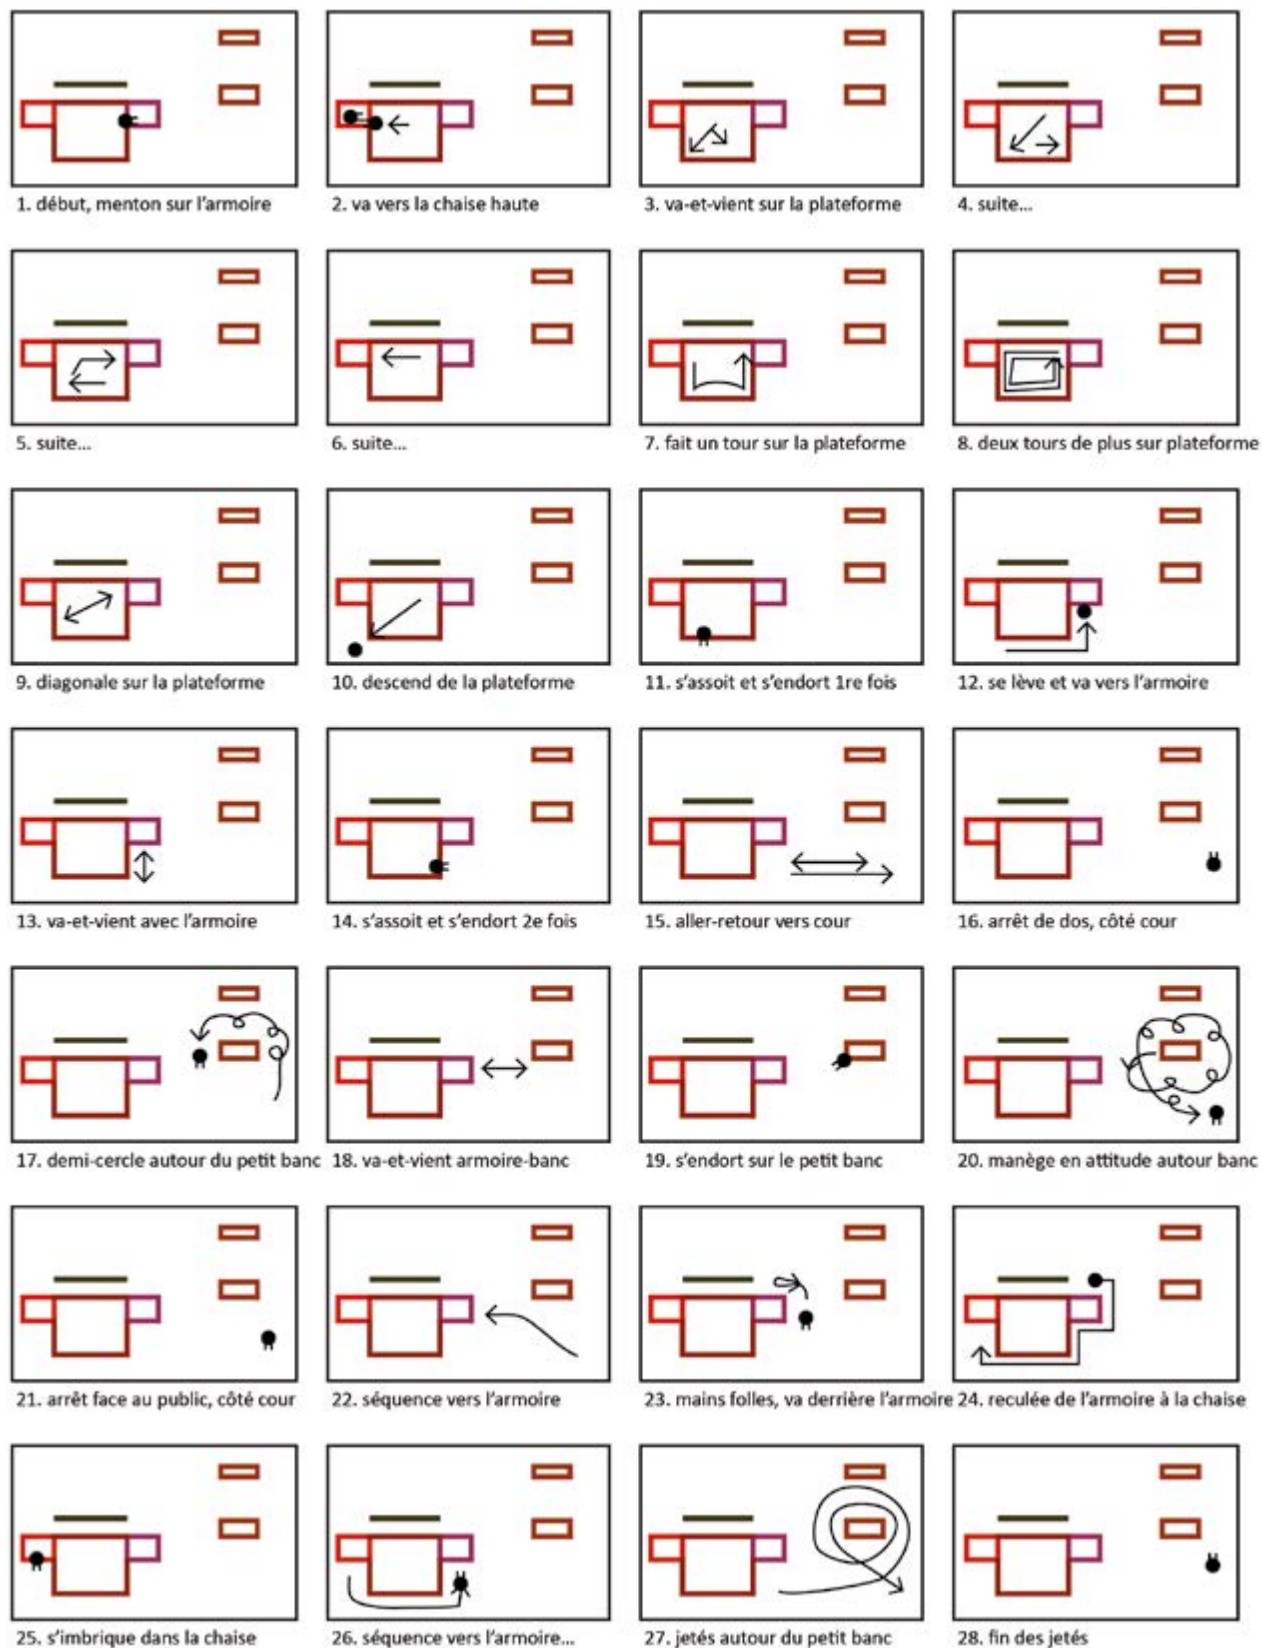 1. début, menton sur l'armoire
2. va vers la chaise haute
3. va-et-vient sur la plateforme
4. suite...
5. suite...
6. suite...
7. fait un tour sur la plateforme
8. deux tours de plus sur plateforme
9. diagonale sur la plateforme
10. descend de la plateforme
11. s'assoit et s'endort 1re fois
12. se lève et va vers l'armoire
13. va-et-vient avec l'armoire
14. s'assoit et s'endort 2e fois
15. aller-retour vers cour
16. arrêt de dos, côté cour
17. demi-cercle autour du petit banc
18. va-et-vient armoire-banc
19. s'endort sur le petit banc
20. manège en attitude autour banc
21. arrêt face au public, côté cour
22. séquence vers l'armoire
23. mains folles, va derrière l'armoire
24. reculée de l'armoire à la chaise
25. s'imbrique dans la chaise
26. séquence vers l'armoire...
27. jetés autour du petit banc
28. fin des jetés